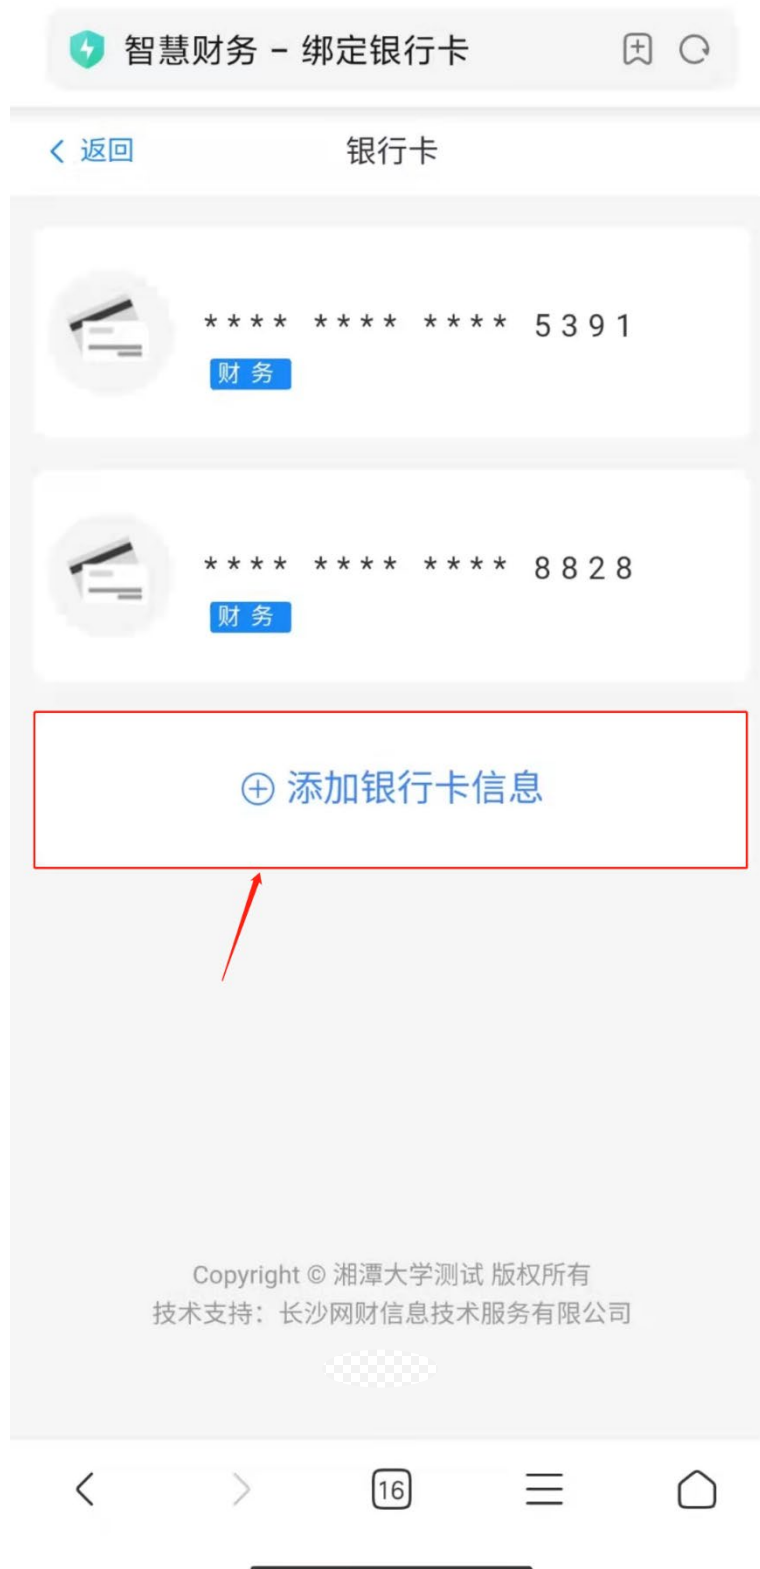 智慧财务 - 绑定银行卡
返回
银行卡
**** **** **** 5391
财务
**** **** **** 8828
财务
添加银行卡信息
Copyright © 湘潭大学测试 版权所有
技术支持：长沙网财信息技术服务有限公司
16